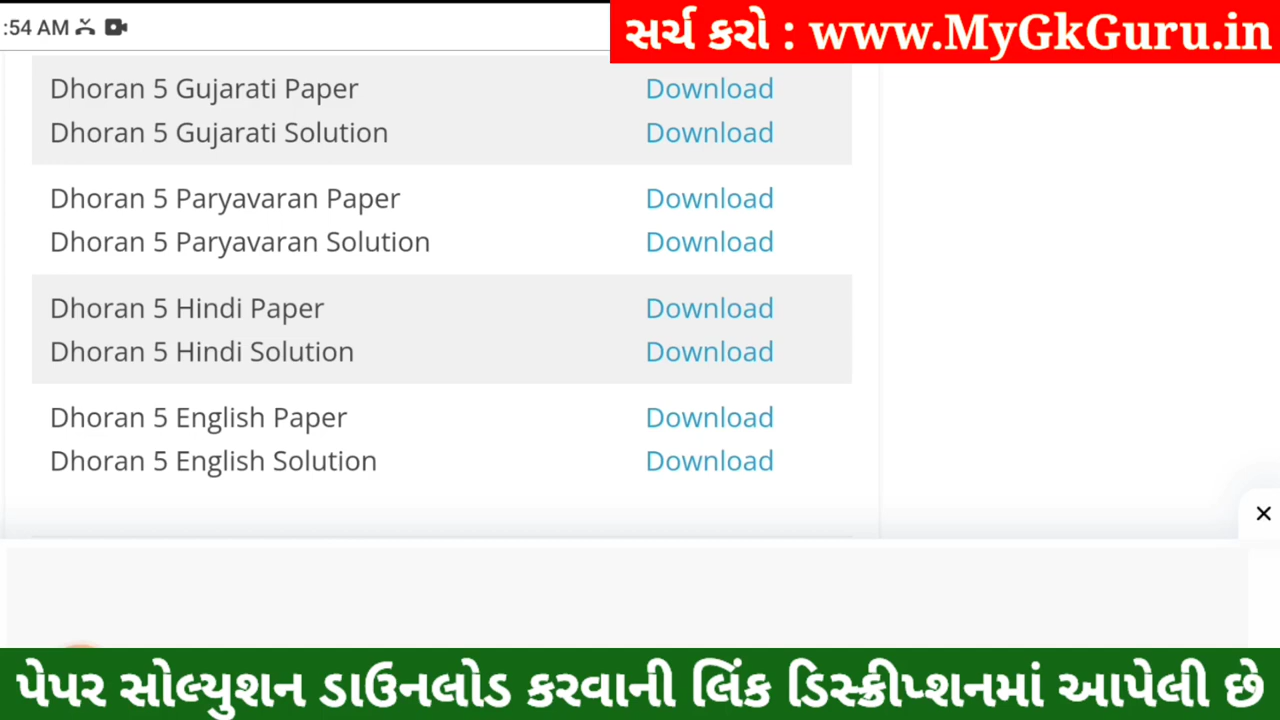 :54 AM
સર્ચ કરો : www.MyGkGuru.in
Dhoran 5 Gujarati Paper Download
Dhoran 5 Gujarati Solution Download
Dhoran 5 Paryavaran Paper Download
Dhoran 5 Paryavaran Solution Download
Dhoran 5 Hindi Paper Download
Dhoran 5 Hindi Solution Download
Dhoran 5 English Paper Download
Dhoran 5 English Solution Download
પેપર સોલ્યુશન ડાઉનલોડ કરવાની લિંક ડિસ્ક્રીપ્શનમાં આપેલી છે